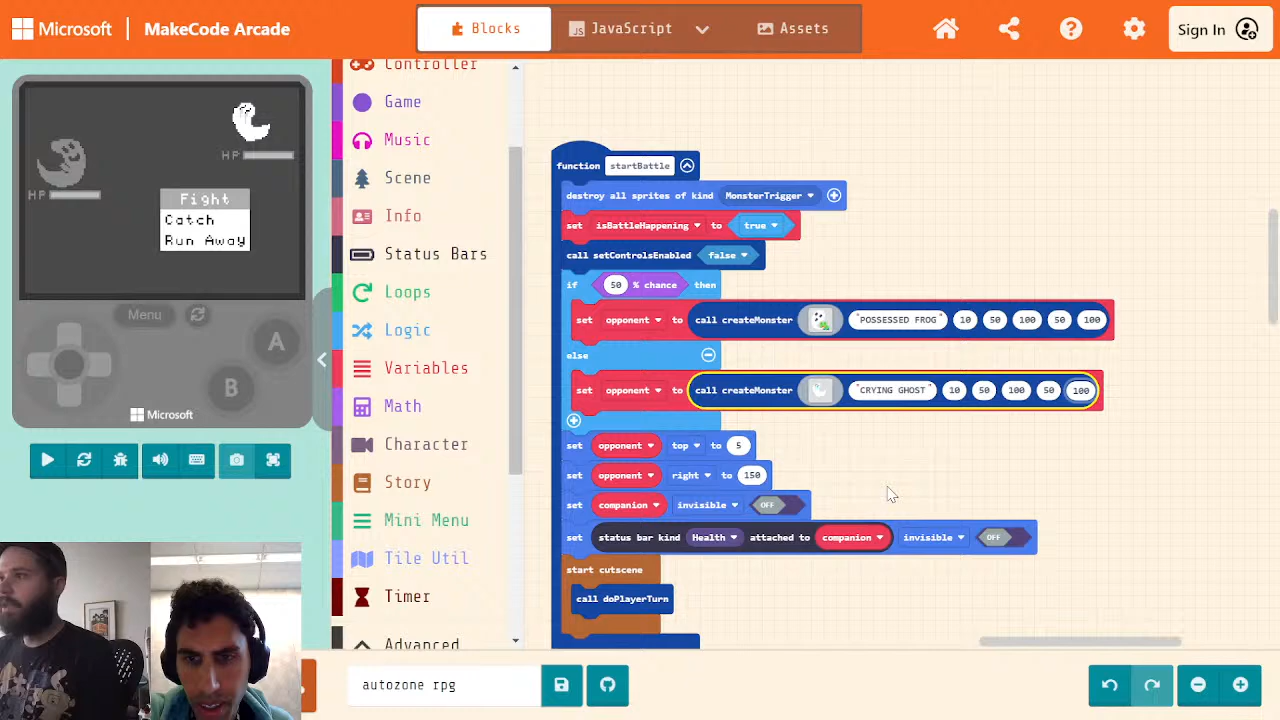 Microsoft
MakeCode Arcade
Blocks
JavaScript
Assets
Sign In
HP
HP
Fight
Catch
Run Away
Menu
A
B
Microsoft
Controller
Game
Music
Scene
Info
Status Bars
Loops
Logic
Variables
Math
Character
Story
Mini Menu
Tile Util
Timer
Advanced
function startBattle
destroy all sprites of kind MonsterTrigger
set isBattleHappening to true
call setControlsEnabled false
if 50 % chance then
set opponent to call createMonster "POSSESSED FROG" 10 50 100 50 100
else
set opponent to call createMonster "CRYING GHOST" 10 50 100 50 100
set opponent top to 5
set opponent right to 150
set companion invisible OFF
set status bar kind Health attached to companion invisible OFF
start cutscene
call doPlayerTurn
autozone rpg